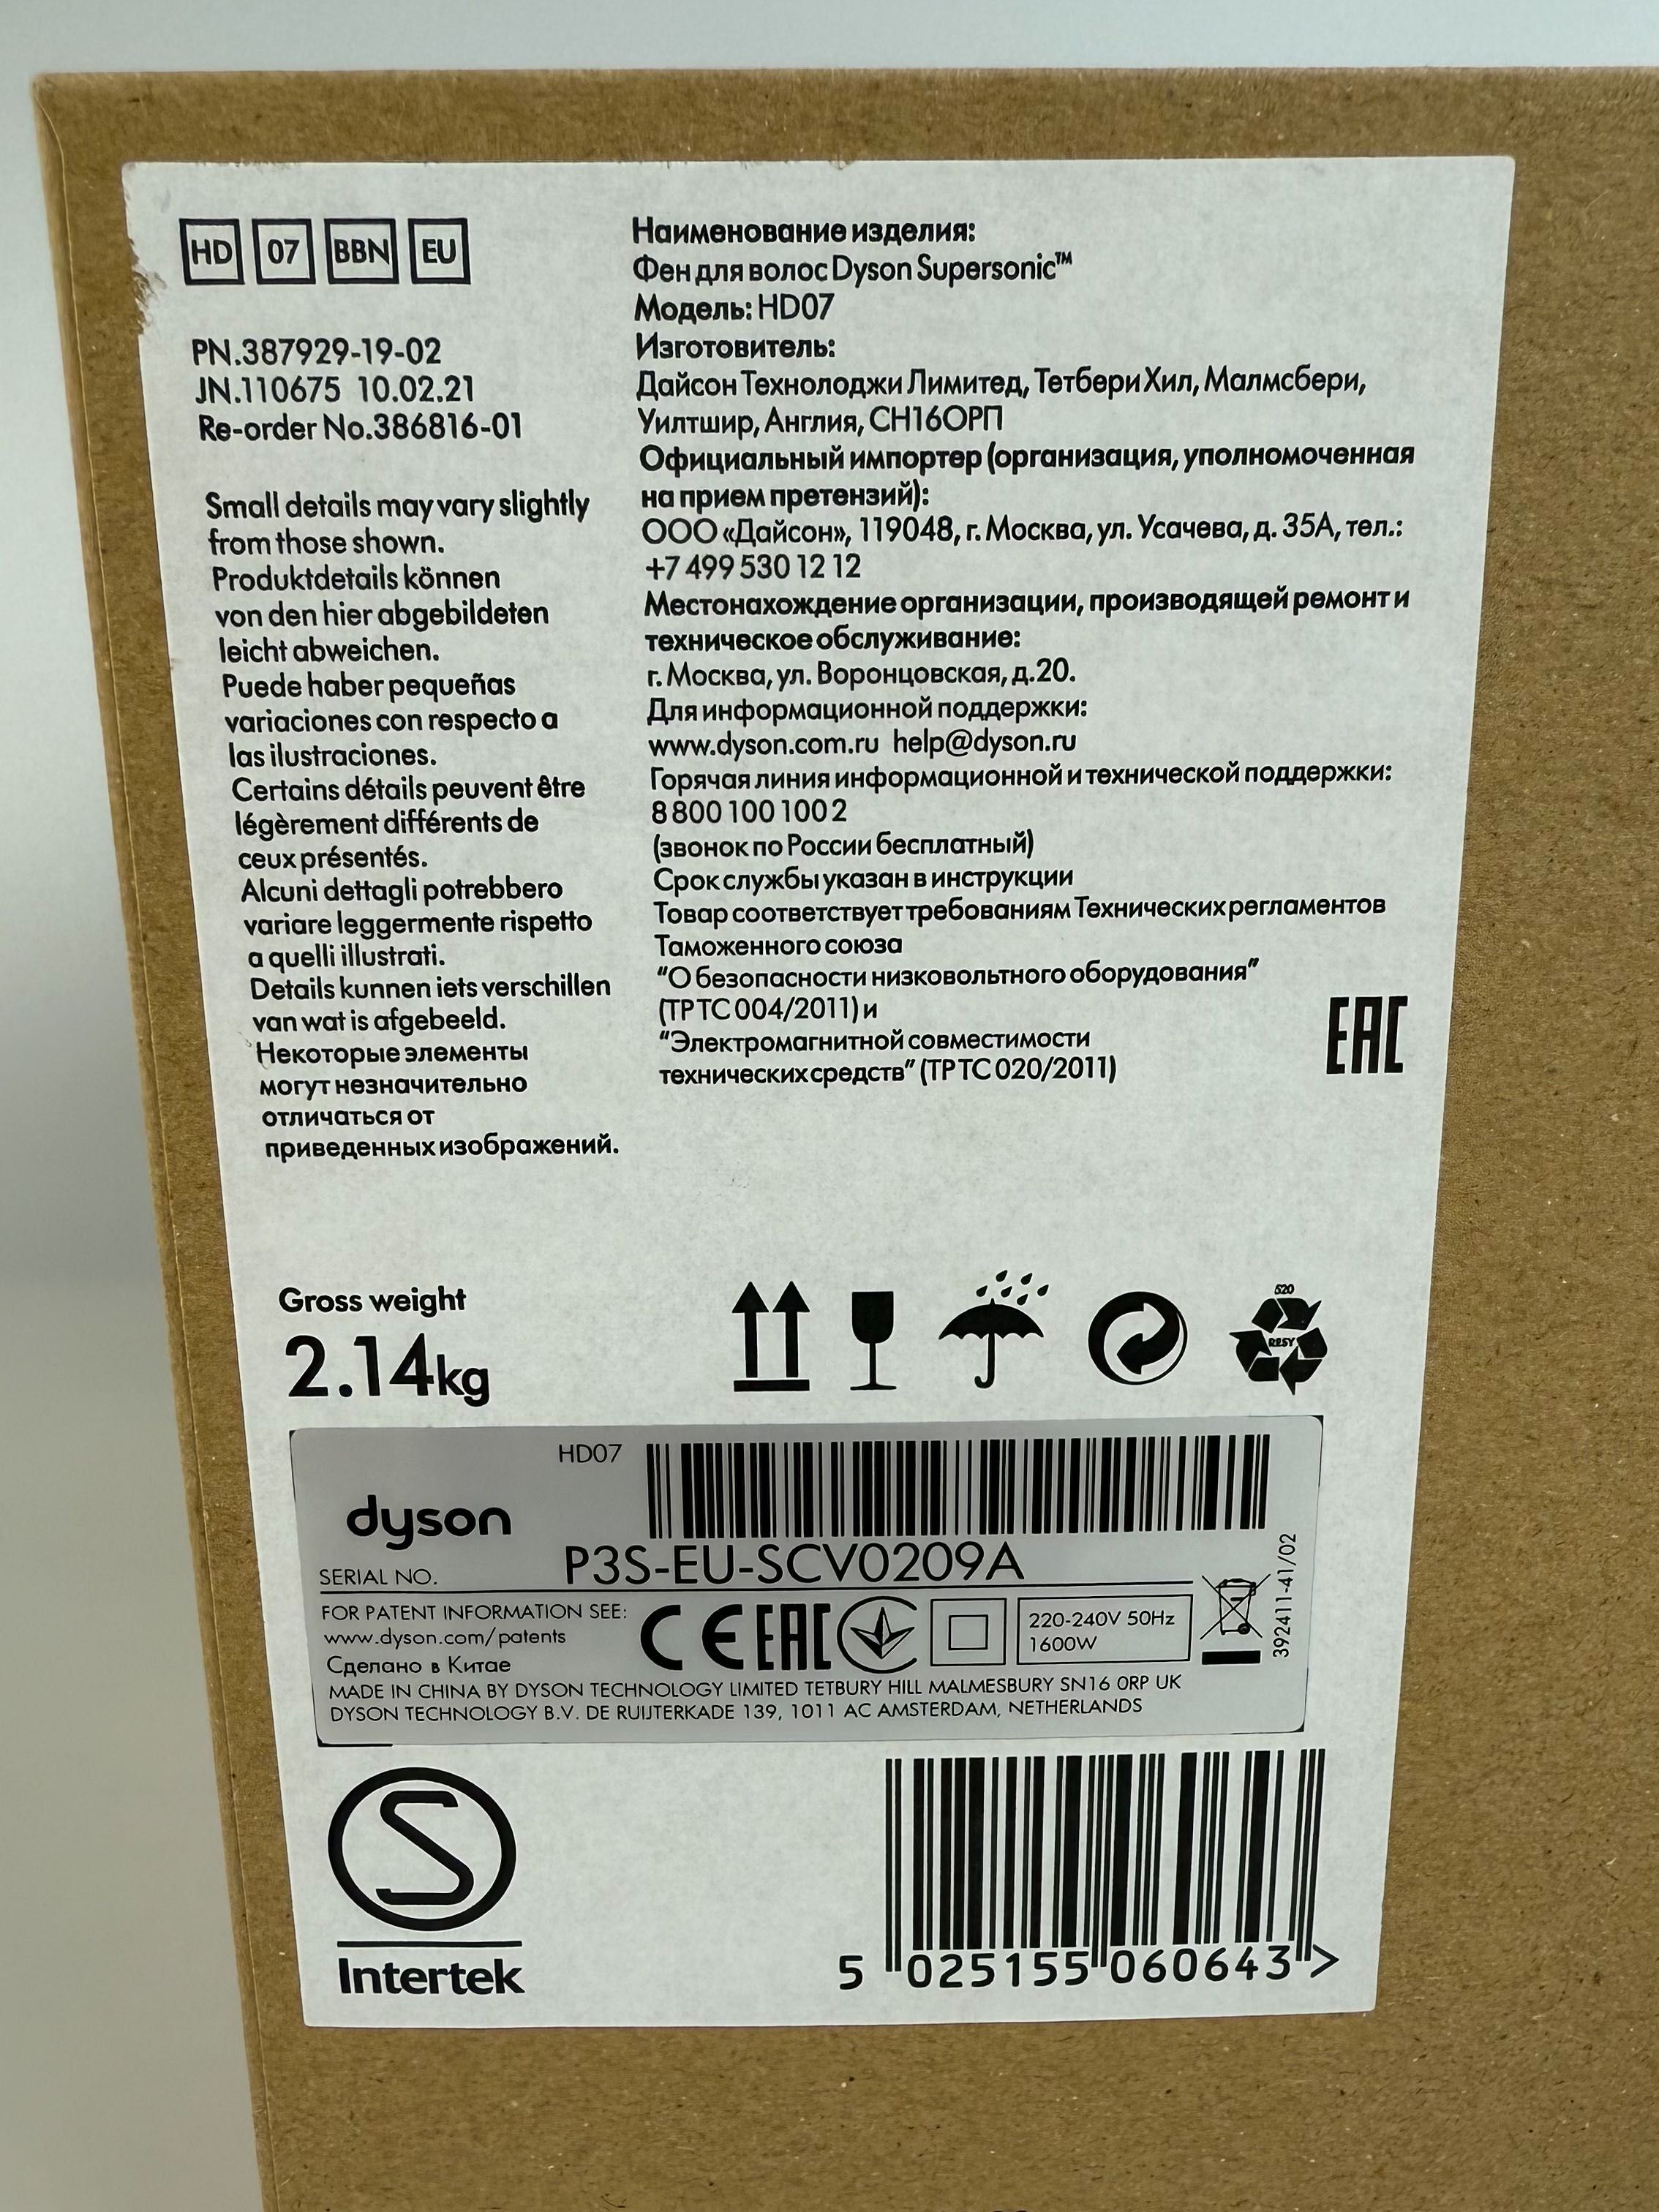 HD 07 BBN EU
PN.387929-19-02
JN.110675 10.02.21
Re-order No.386816-01
Small details may vary slightly
from those shown.
Produktdetails können
von den hier abgebildeten
leicht abweichen.
Puede haber pequeñas
variaciones con respecto a
las ilustraciones.
Certains détails peuvent être
légèrement différents de
ceux présentés.
Alcuni dettagli potrebbero
variare leggermente rispetto
a quelli illustrati.
Details kunnen iets verschillen
van wat is afgebeeld.
Некоторые элементы
могут незначительно
отличаться от
приведенных изображений.
Наименование изделия:
Фен для волос Dyson Supersonic™
Модель: HD07
Изготовитель:
Дайсон Технолоджи Лимитед, Тетбери Хил, Малмсбери,
Уилтшир, Англия, СН16ОРП
Официальный импортер (организация, уполномоченная
на прием претензий):
ООО «Дайсон», 119048, г. Москва, ул. Усачева, д. 35А, тел.:
+7 499 530 12 12
Местонахождение организации, производящей ремонт и
техническое обслуживание:
г. Москва, ул. Воронцовская, д.20.
Для информационной поддержки:
www.dyson.com.ru help@dyson.ru
Горячая линия информационной и технической поддержки:
8 800 100 100 2
(звонок по России бесплатный)
Срок службы указан в инструкции
Товар соответствует требованиям Технических регламентов
Таможенного союза
“О безопасности низковольтного оборудования”
(ТР ТС 004/2011) и
“Электромагнитной совместимости
технических средств” (ТР ТС 020/2011)
EAC
Gross weight
2.14kg
520
RESY
HD07
dyson
SERIAL NO. P3S-EU-SCV0209A
FOR PATENT INFORMATION SEE:
www.dyson.com/patents
Сделано в Китае
CE EAC
220-240V 50Hz
1600W
392411-41/02
MADE IN CHINA BY DYSON TECHNOLOGY LIMITED TETBURY HILL MALMESBURY SN16 0RP UK
DYSON TECHNOLOGY B.V. DE RUIJTERKADE 139, 1011 AC AMSTERDAM, NETHERLANDS
S
Intertek
5 025155 060643 >